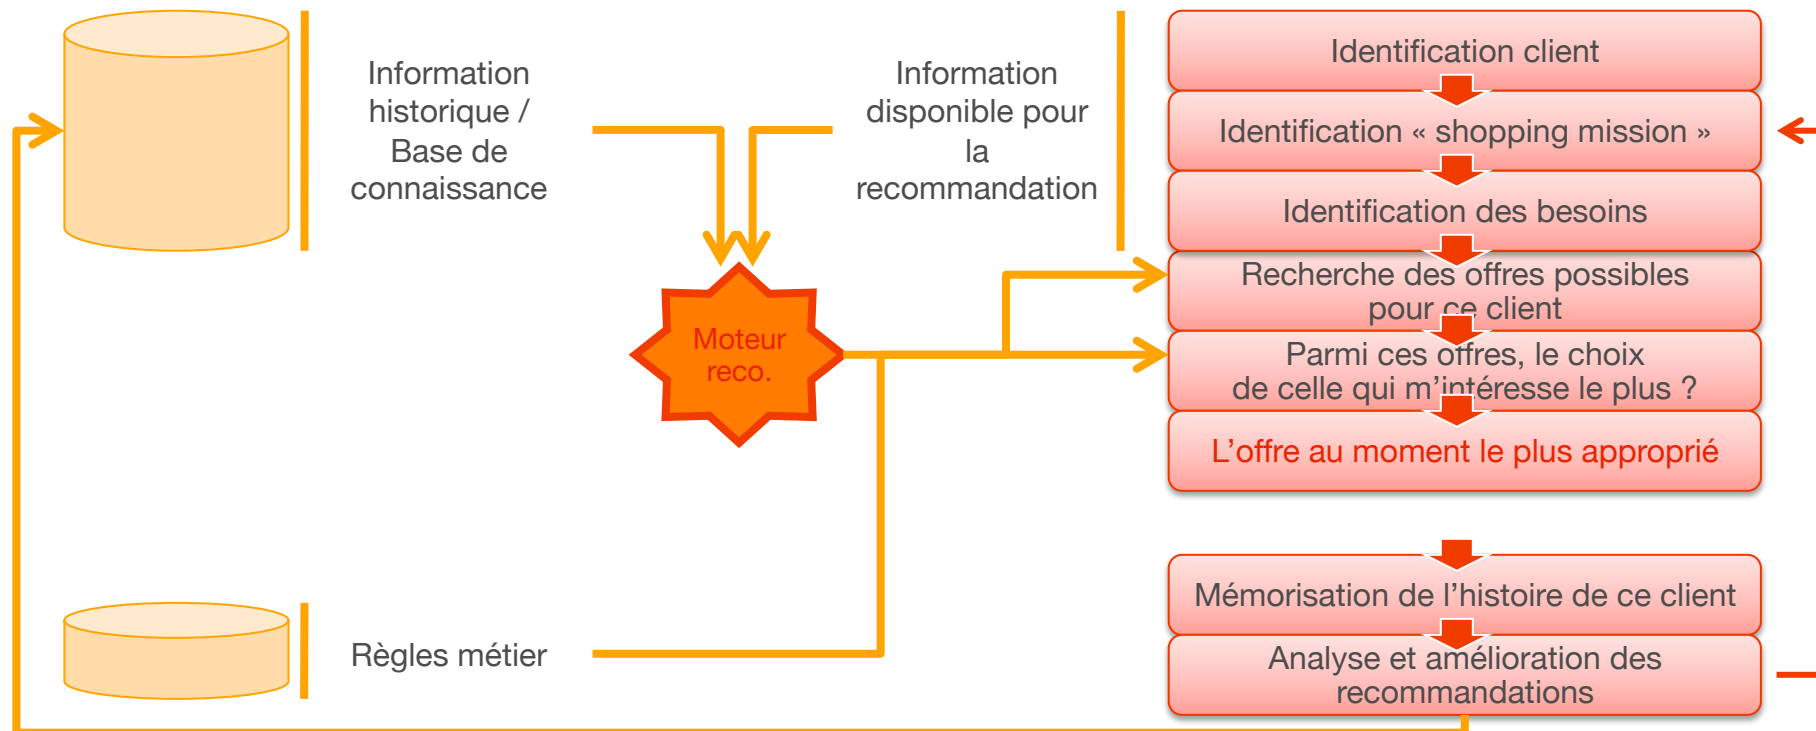 Information
historique /
Base de
connaissance
Information
disponible pour
la
recommandation
Moteur
reco.
Règles métier
Identification client
Identification « shopping mission »
Identification des besoins
Recherche des offres possibles
pour ce client
Parmi ces offres, le choix
de celle qui m’intéresse le plus ?
L’offre au moment le plus approprié
Mémorisation de l’histoire de ce client
Analyse et amélioration des
recommandations